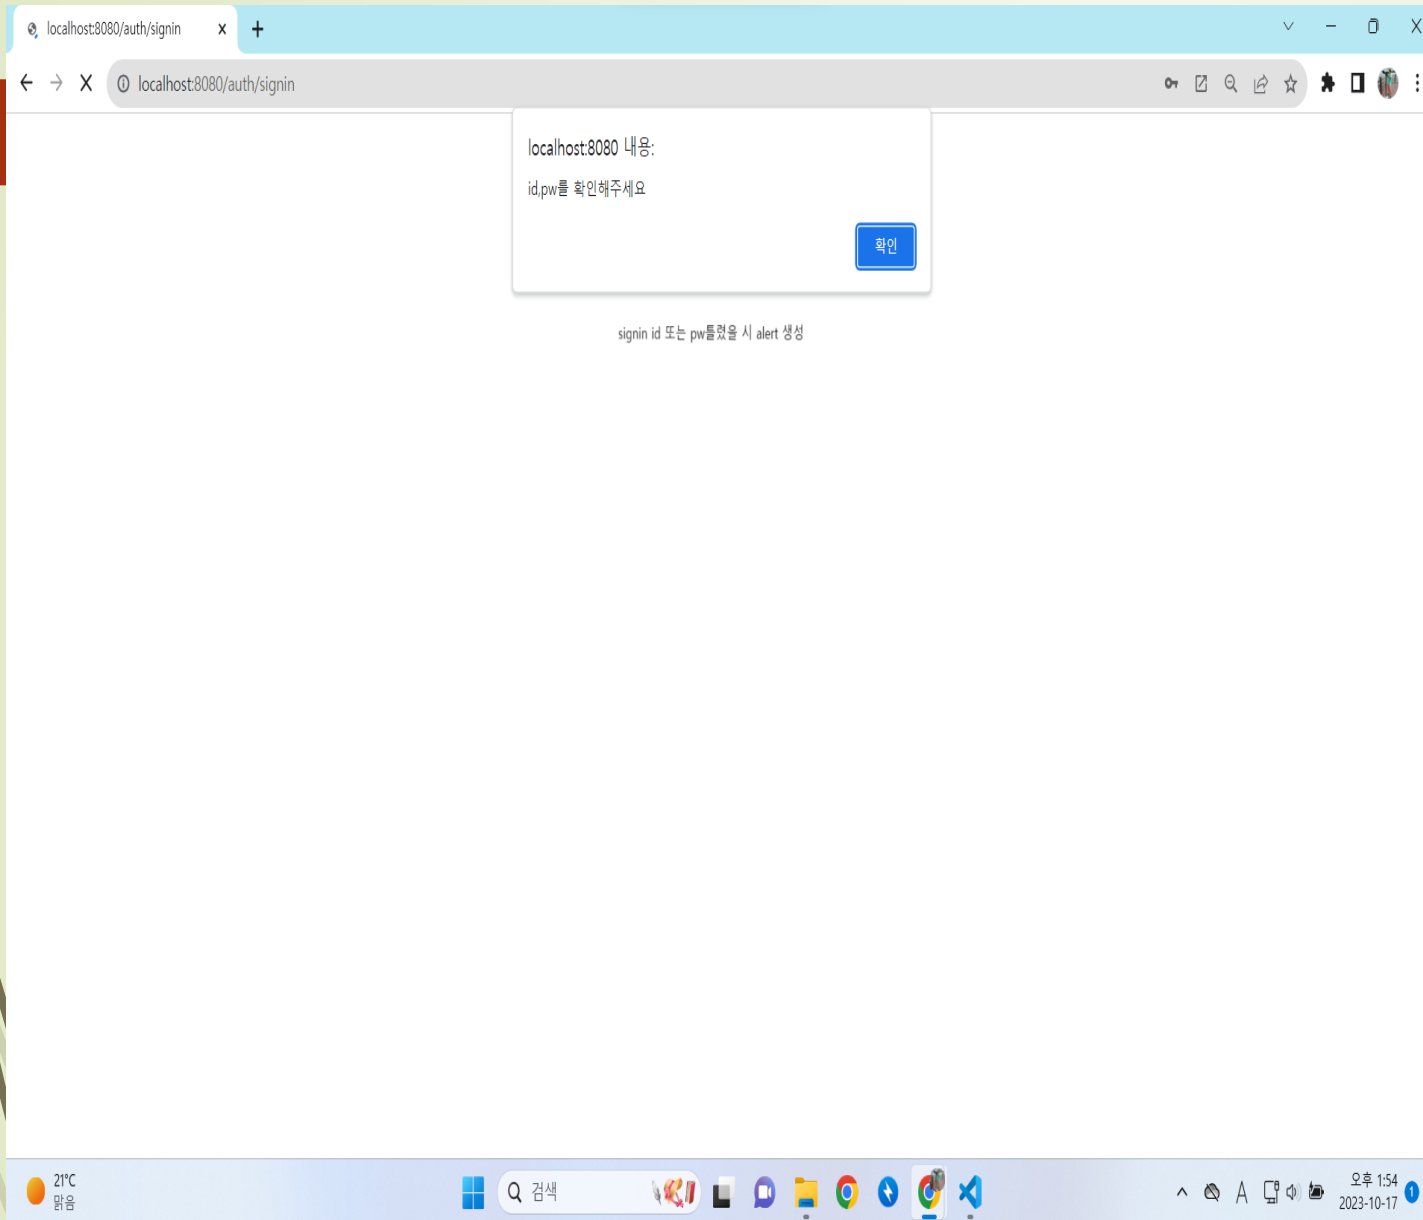 localhost:8080/auth/signin
localhost:8080/auth/signin
localhost:8080 내용:
id,pw를 확인해주세요
확인
signin id 또는 pw틀렸을 시 alert 생성
21°C
맑음
검색
A
오후 1:54
2023-10-17
1